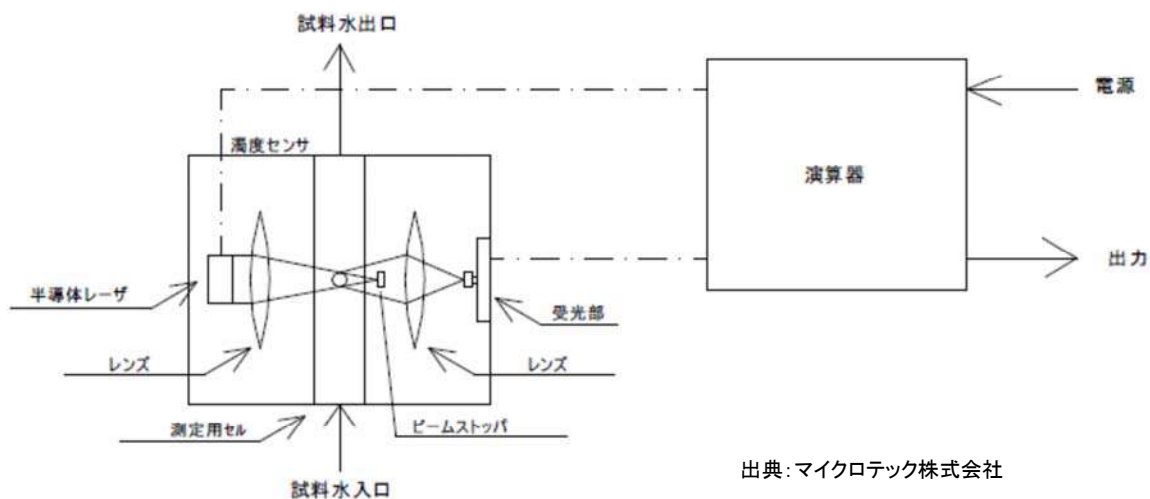 試料水出口
電源
濁度センサ
演算器
出力
半導体レーザ
受光部
レンズ
レンズ
測定用セル
ビームストッパ
試料水入口
出典：マイクロテック株式会社